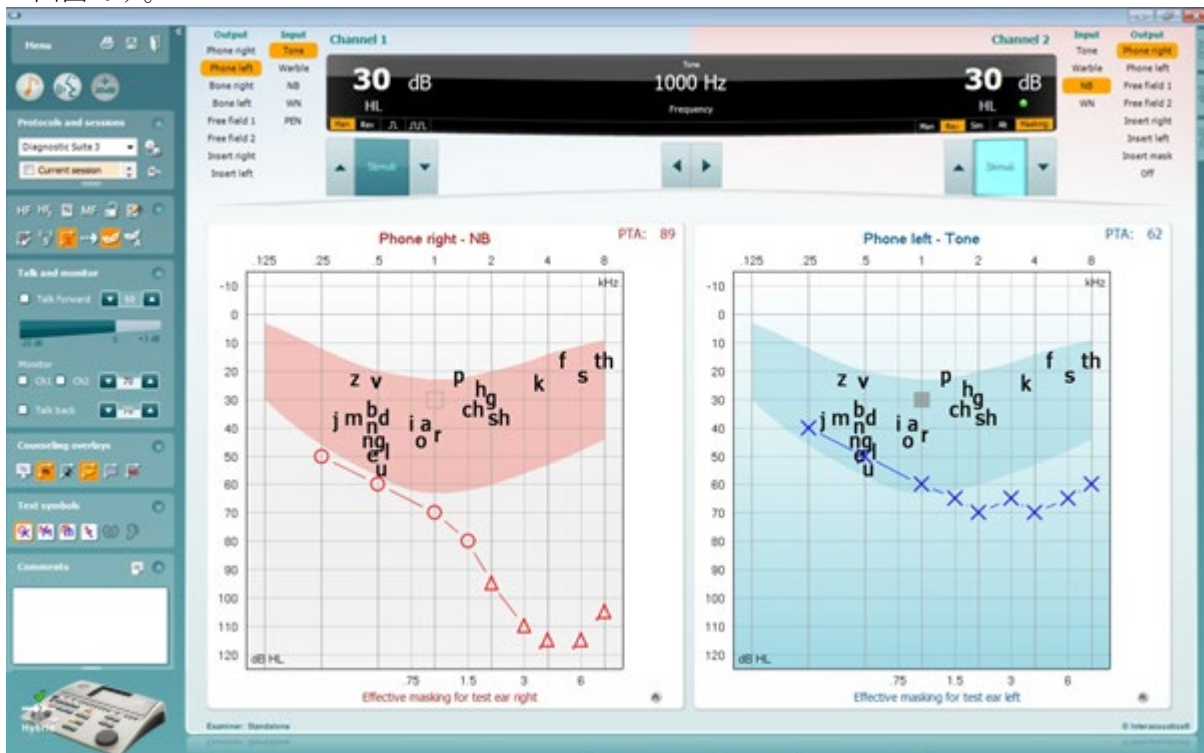 Menu
Protocols and sessions
Diagnostic Suite 3
Current session
HF
MF
Talk and monitor
Talk forward
Monitor
Ch1 Ch2 70
Talk back 70
Counseling overlays
Test symbols
Comments
Hybrid
Output Input Channel 1
Phone right Tone
Phone left Warble
Bone right NB
Bone left WN
Free field 1 PEN
Free field 2
Insert right
Insert left
30 dB
HL
Man Rev
Tone
1000 Hz
Frequency
30 dB
HL
Man Rev Sim Alt Masking
Stimuli
Stimuli
Channel 2 Input Output
Tone Phone right
Warble Phone left
NB Free field 1
WN Free field 2
Insert right
Insert left
Insert mask
Off
Phone right - NB PTA: 89
.125 .25 .5 1 2 4 8
kHz
-10
0
10
20
30
40
50
60
70
80
90
100
110
120
dB HL
z v p h g ch sh k f s th
j m b d n ng e l u i a o r
.75 1.5 3 6
Effective masking for test ear right
Phone left - Tone PTA: 62
.125 .25 .5 1 2 4 8
kHz
-10
0
10
20
30
40
50
60
70
80
90
100
110
120
dB HL
z v p h g ch sh k f s th
j m b d n ng e l u i a o r
.75 1.5 3 6
Effective masking for test ear left
Examiner: Standalone
© Interacoustics®